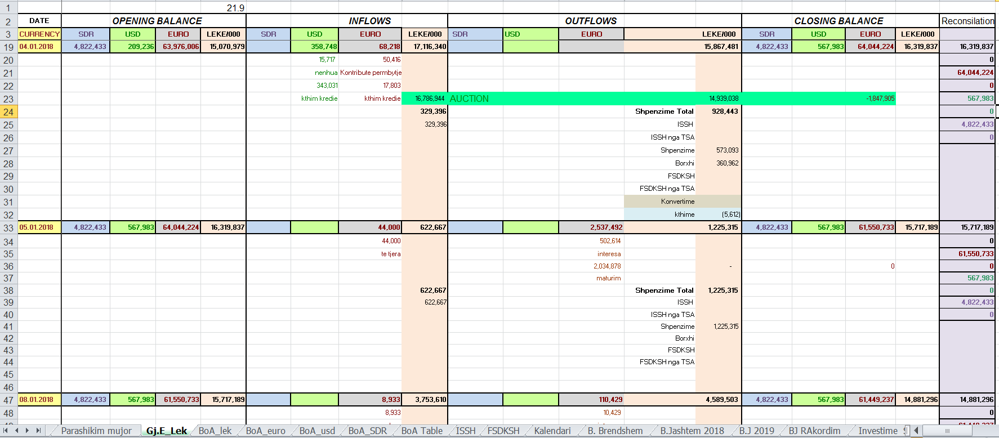 1 21.9
2 DATE OPENING BALANCE INFLOWS OUTFLOWS CLOSING BALANCE Reconsilation
3 CURRENCY SDR USD EURO LEKE/000 SDR USD EURO LEKE/000 SDR USD EURO LEKE/000 SDR USD EURO LEKE/000
19 04.01.2018 4,822,433 209,236 63,976,006 15,070,979 358,748 68,218 17,116,340 15,867,481 4,822,433 567,983 64,044,224 16,319,837 16,319,837
20 15,717 50,416 0
21 nenhua Kontribute permbytje 64,044,224
22 343,031 17,803 0
23 kthim kredie kthim kredie 16,786,944 AUCTION 14,939,038 -1,847,905 567,983
24 329,396 Shpenzime Total 928,443 0
25 329,396 ISSH 4,822,433
26 ISSH nga TSA 0
27 Shpenzime 573,093
28 Borxhi 360,962
29 FSDKSH
30 FSDKSH nga TSA
31 Konvertime
32 kthime (5,612)
33 05.01.2018 4,822,433 567,983 64,044,224 16,319,837 44,000 622,667 2,537,492 1,225,315 4,822,433 567,983 61,550,733 15,717,189 15,717,189
34 44,000 502,614 0
35 te tjera interesa 61,550,733
36 2,034,878 - 0 0
37 maturim 567,983
38 622,667 Shpenzime Total 1,225,315 0
39 622,667 ISSH 4,822,433
40 ISSH nga TSA 0
41 Shpenzime 1,225,315
42 Borxhi
43 FSDKSH
44 FSDKSH nga TSA
45
46
47 08.01.2018 4,822,433 567,983 61,550,733 15,717,189 8,933 3,753,610 110,429 4,589,503 4,822,433 567,983 61,449,237 14,881,296 14,881,296
48 8,933 10,429 0
Parashikim mujor Gj.E_Lek BoA_lek BoA_euro BoA_usd BoA_SDR BoA Table ISSH FSDKSH Kalendari B. Brendshem B.Jashtem 2018 B.J 2019 BJ RAkordim Investime